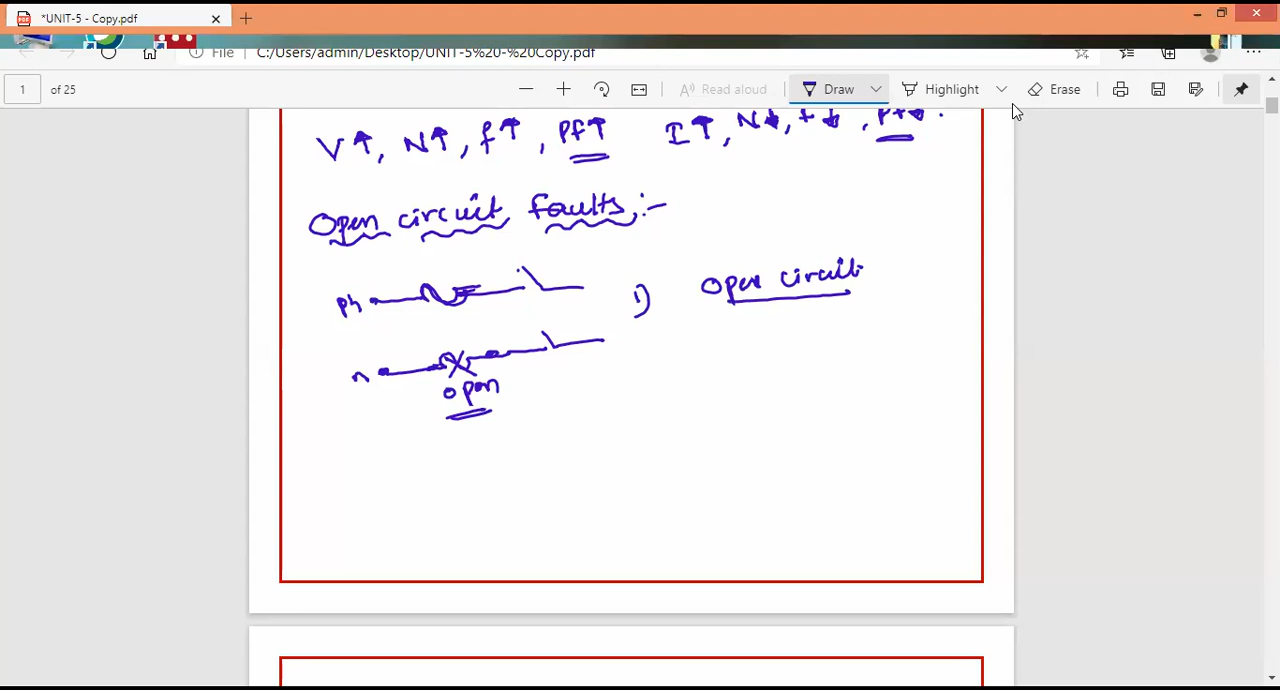 *UNIT-5 - Copy.pdf
File C:/Users/admin/Desktop/UNIT-5%20-%20Copy.pdf
1 of 25 Read aloud Draw Highlight Erase
V↑, N↑, f↑, Pf↑ I↑, N↓, f↓, Pf↓.
Open circuit faults:-
ph 1) Open circuit
n
open